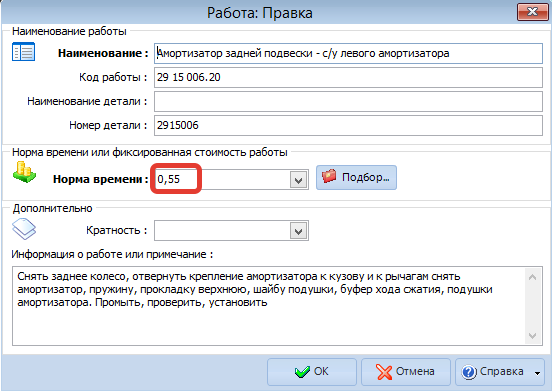 Работа: Правка
Наименование работы
Наименование : Амортизатор задней подвески - с/у левого амортизатора
Код работы : 29 15 006.20
Наименование детали :
Номер детали : 2915006
Норма времени или фиксированная стоимость работы
Норма времени : 0,55 Подбор...
Дополнительно
Кратность :
Информация о работе или примечание :
Снять заднее колесо, отвернуть крепление амортизатора к кузову и к рычагам снять
амортизатор, пружину, прокладку верхнюю, шайбу подушки, буфер хода сжатия, подушки
амортизатора. Промыть, проверить, установить
ОК Отмена Справка